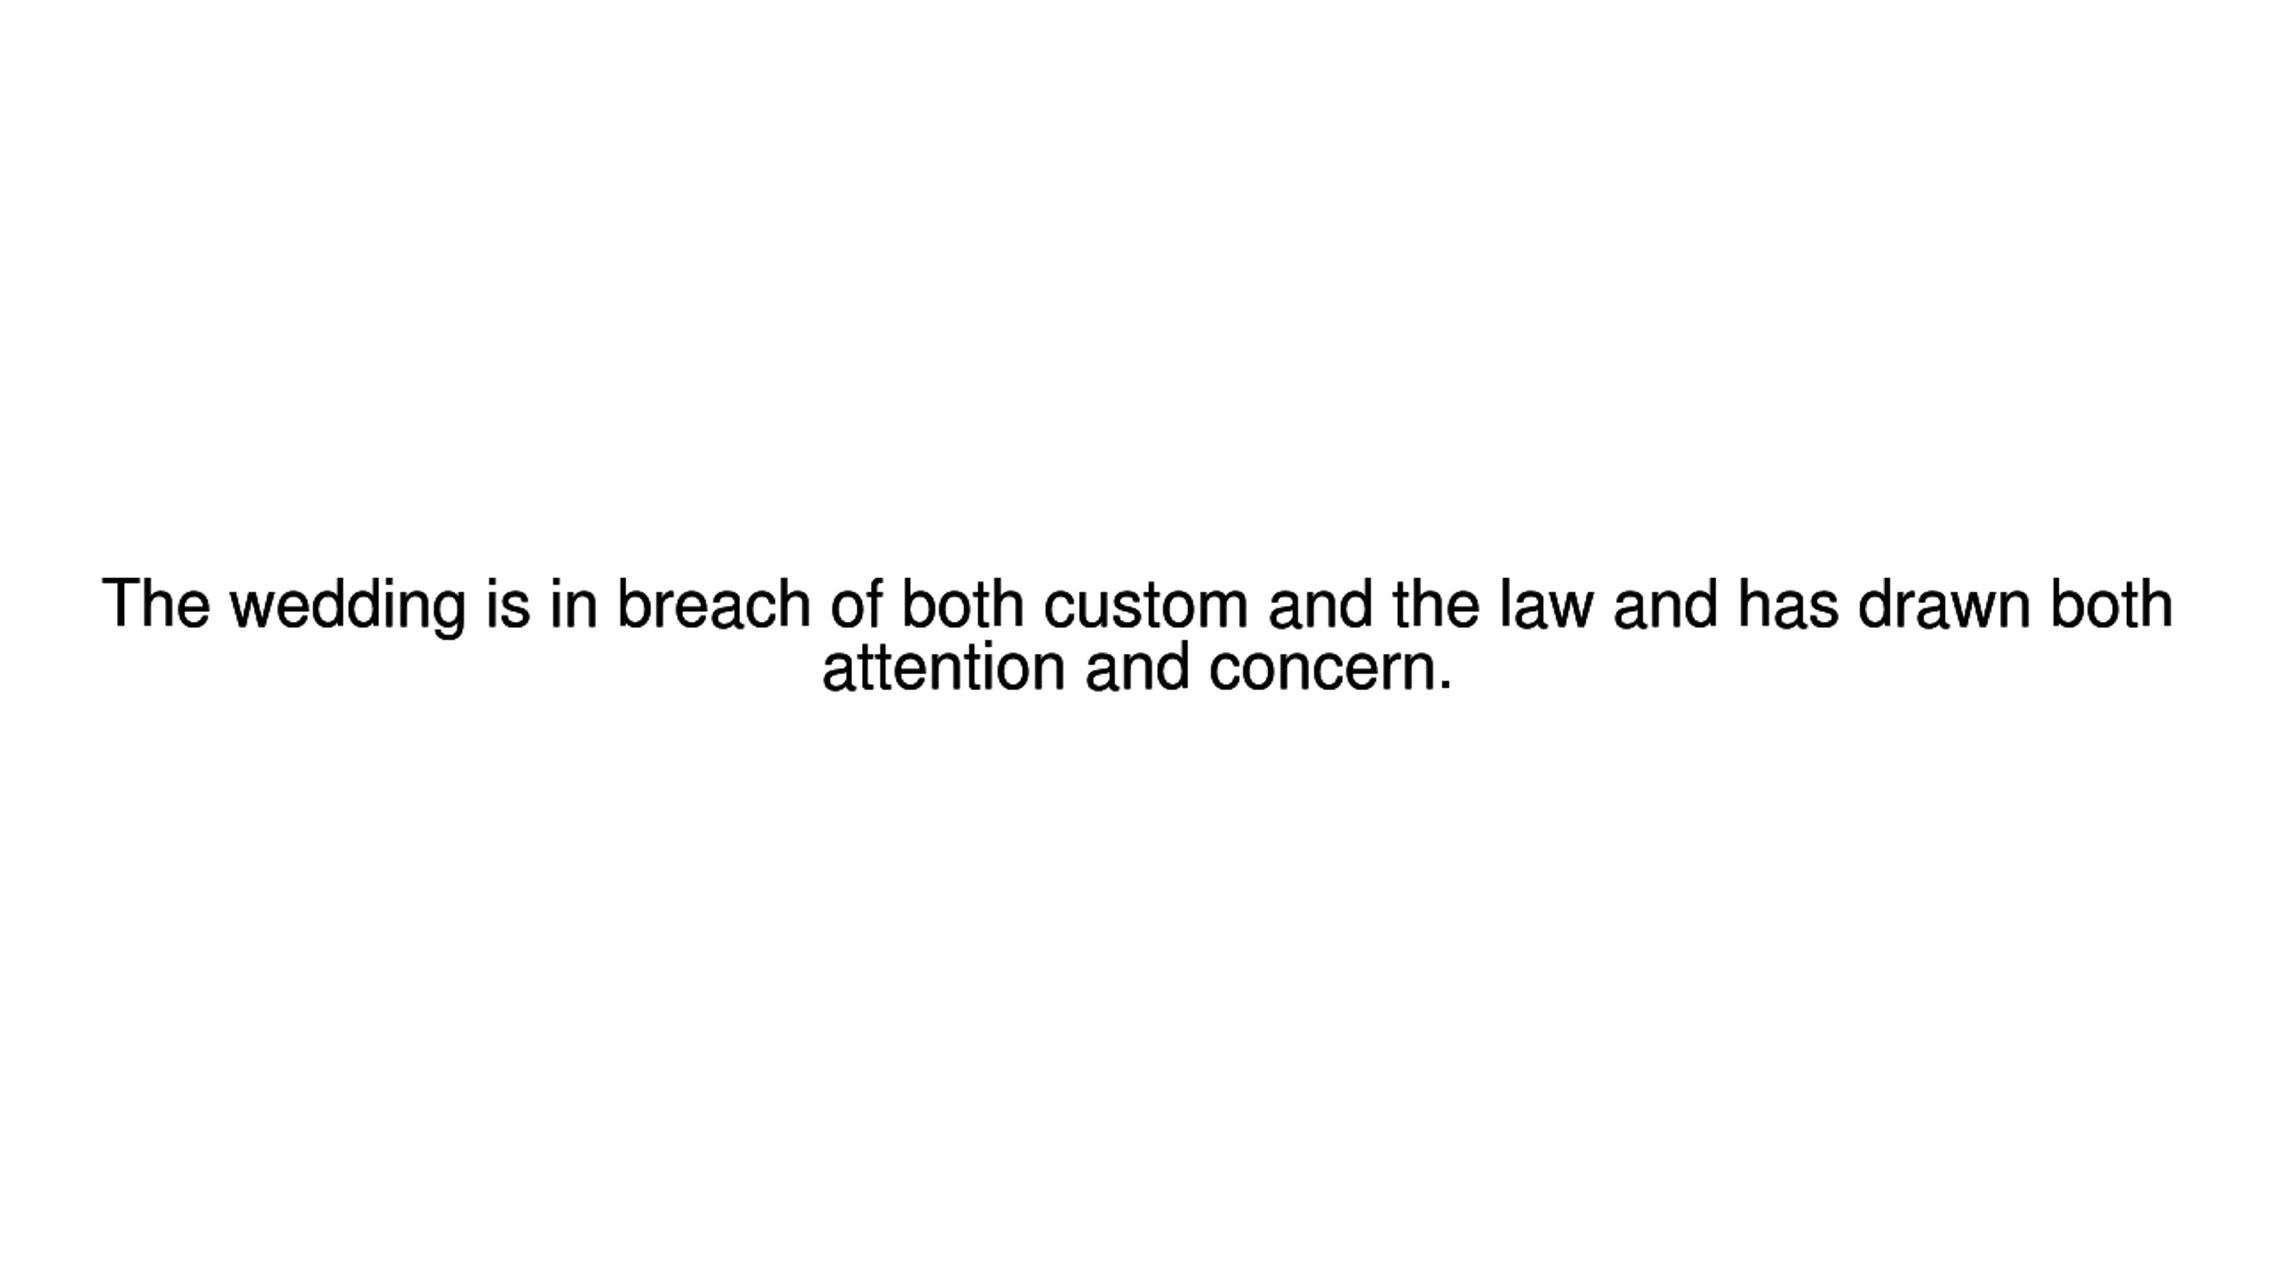 The wedding is in breach of both custom and the law and has drawn both
attention and concern.